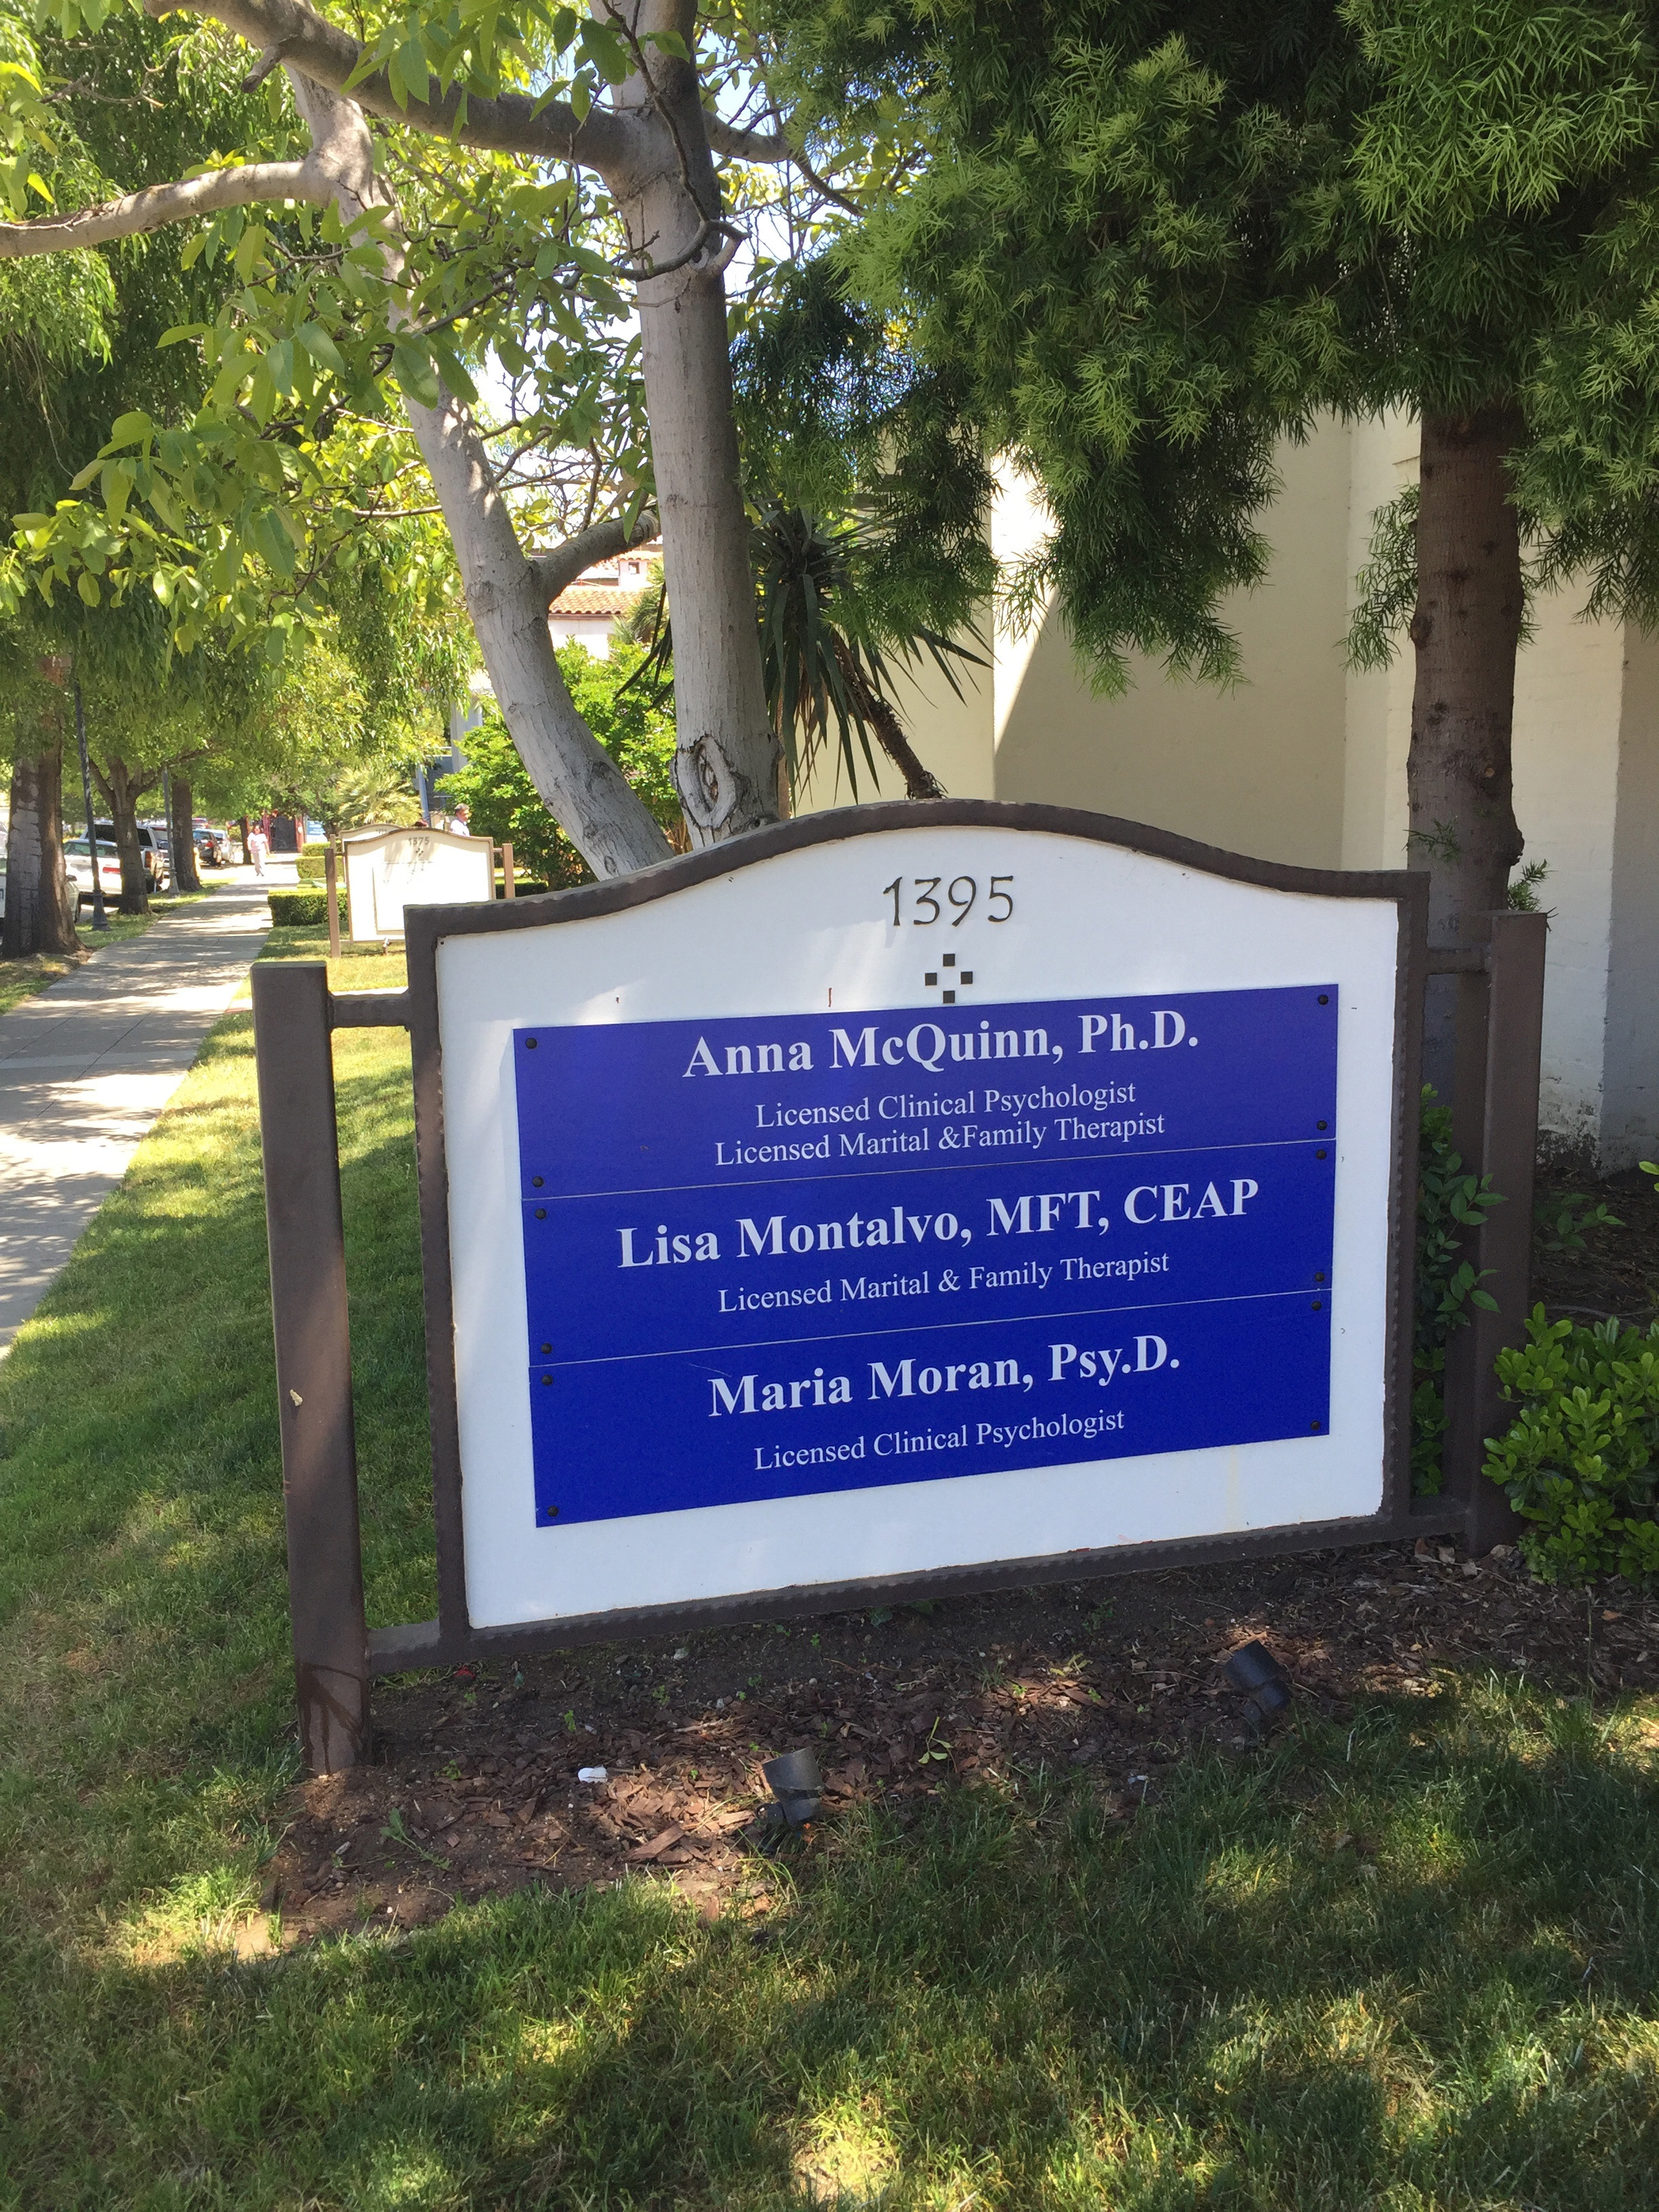 1375
1395
Anna McQuinn, Ph.D.
Licensed Clinical Psychologist
Licensed Marital &Family Therapist
Lisa Montalvo, MFT, CEAP
Licensed Marital & Family Therapist
Maria Moran, Psy.D.
Licensed Clinical Psychologist